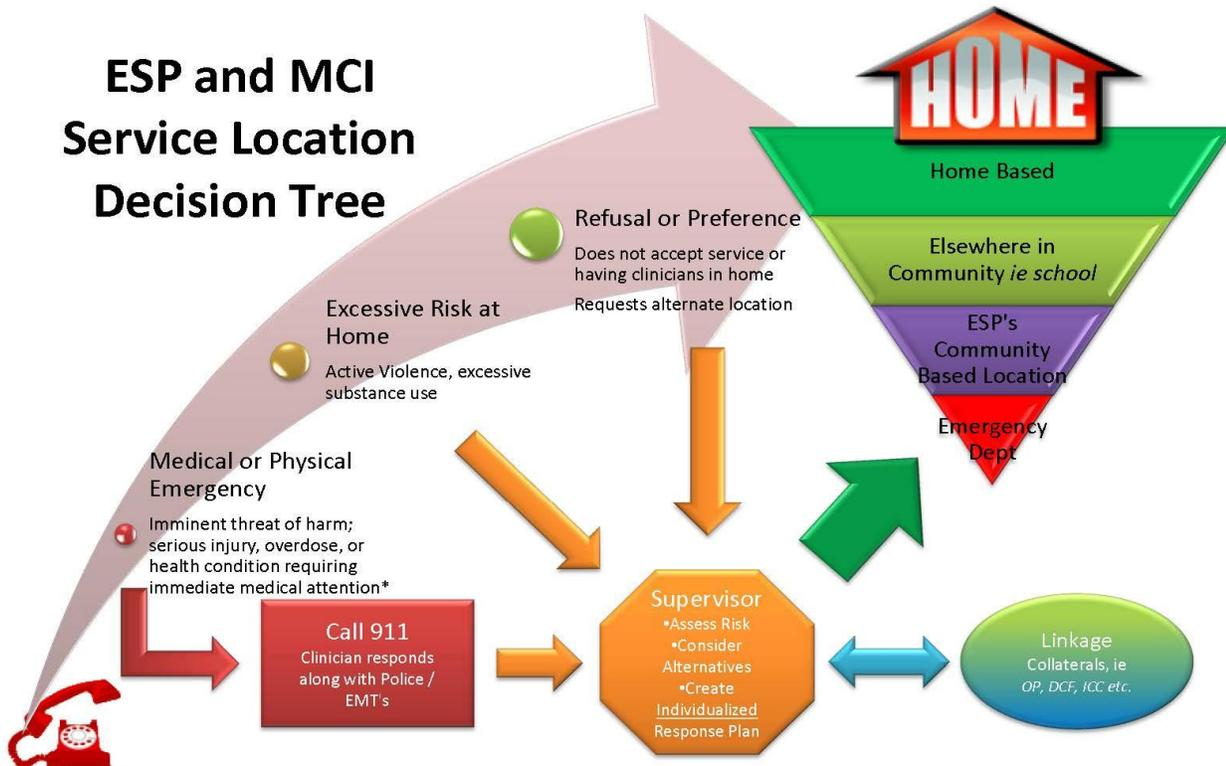 ESP and MCI
Service Location
Decision Tree
HOME
Home Based
Elsewhere in
Community ie school
ESP's
Community
Based Location
Emergency
Dept
Refusal or Preference
Does not accept service or
having clinicians in home
Requests alternate location
Excessive Risk at
Home
Active Violence, excessive
substance use
Medical or Physical
Emergency
Imminent threat of harm;
serious injury, overdose, or
health condition requiring
immediate medical attention*
Call 911
Clinician responds
along with Police /
EMT's
Supervisor
•Assess Risk
•Consider
Alternatives
•Create
Individualized
Response Plan
Linkage
Collaterals, ie
OP, DCF, ICC etc.